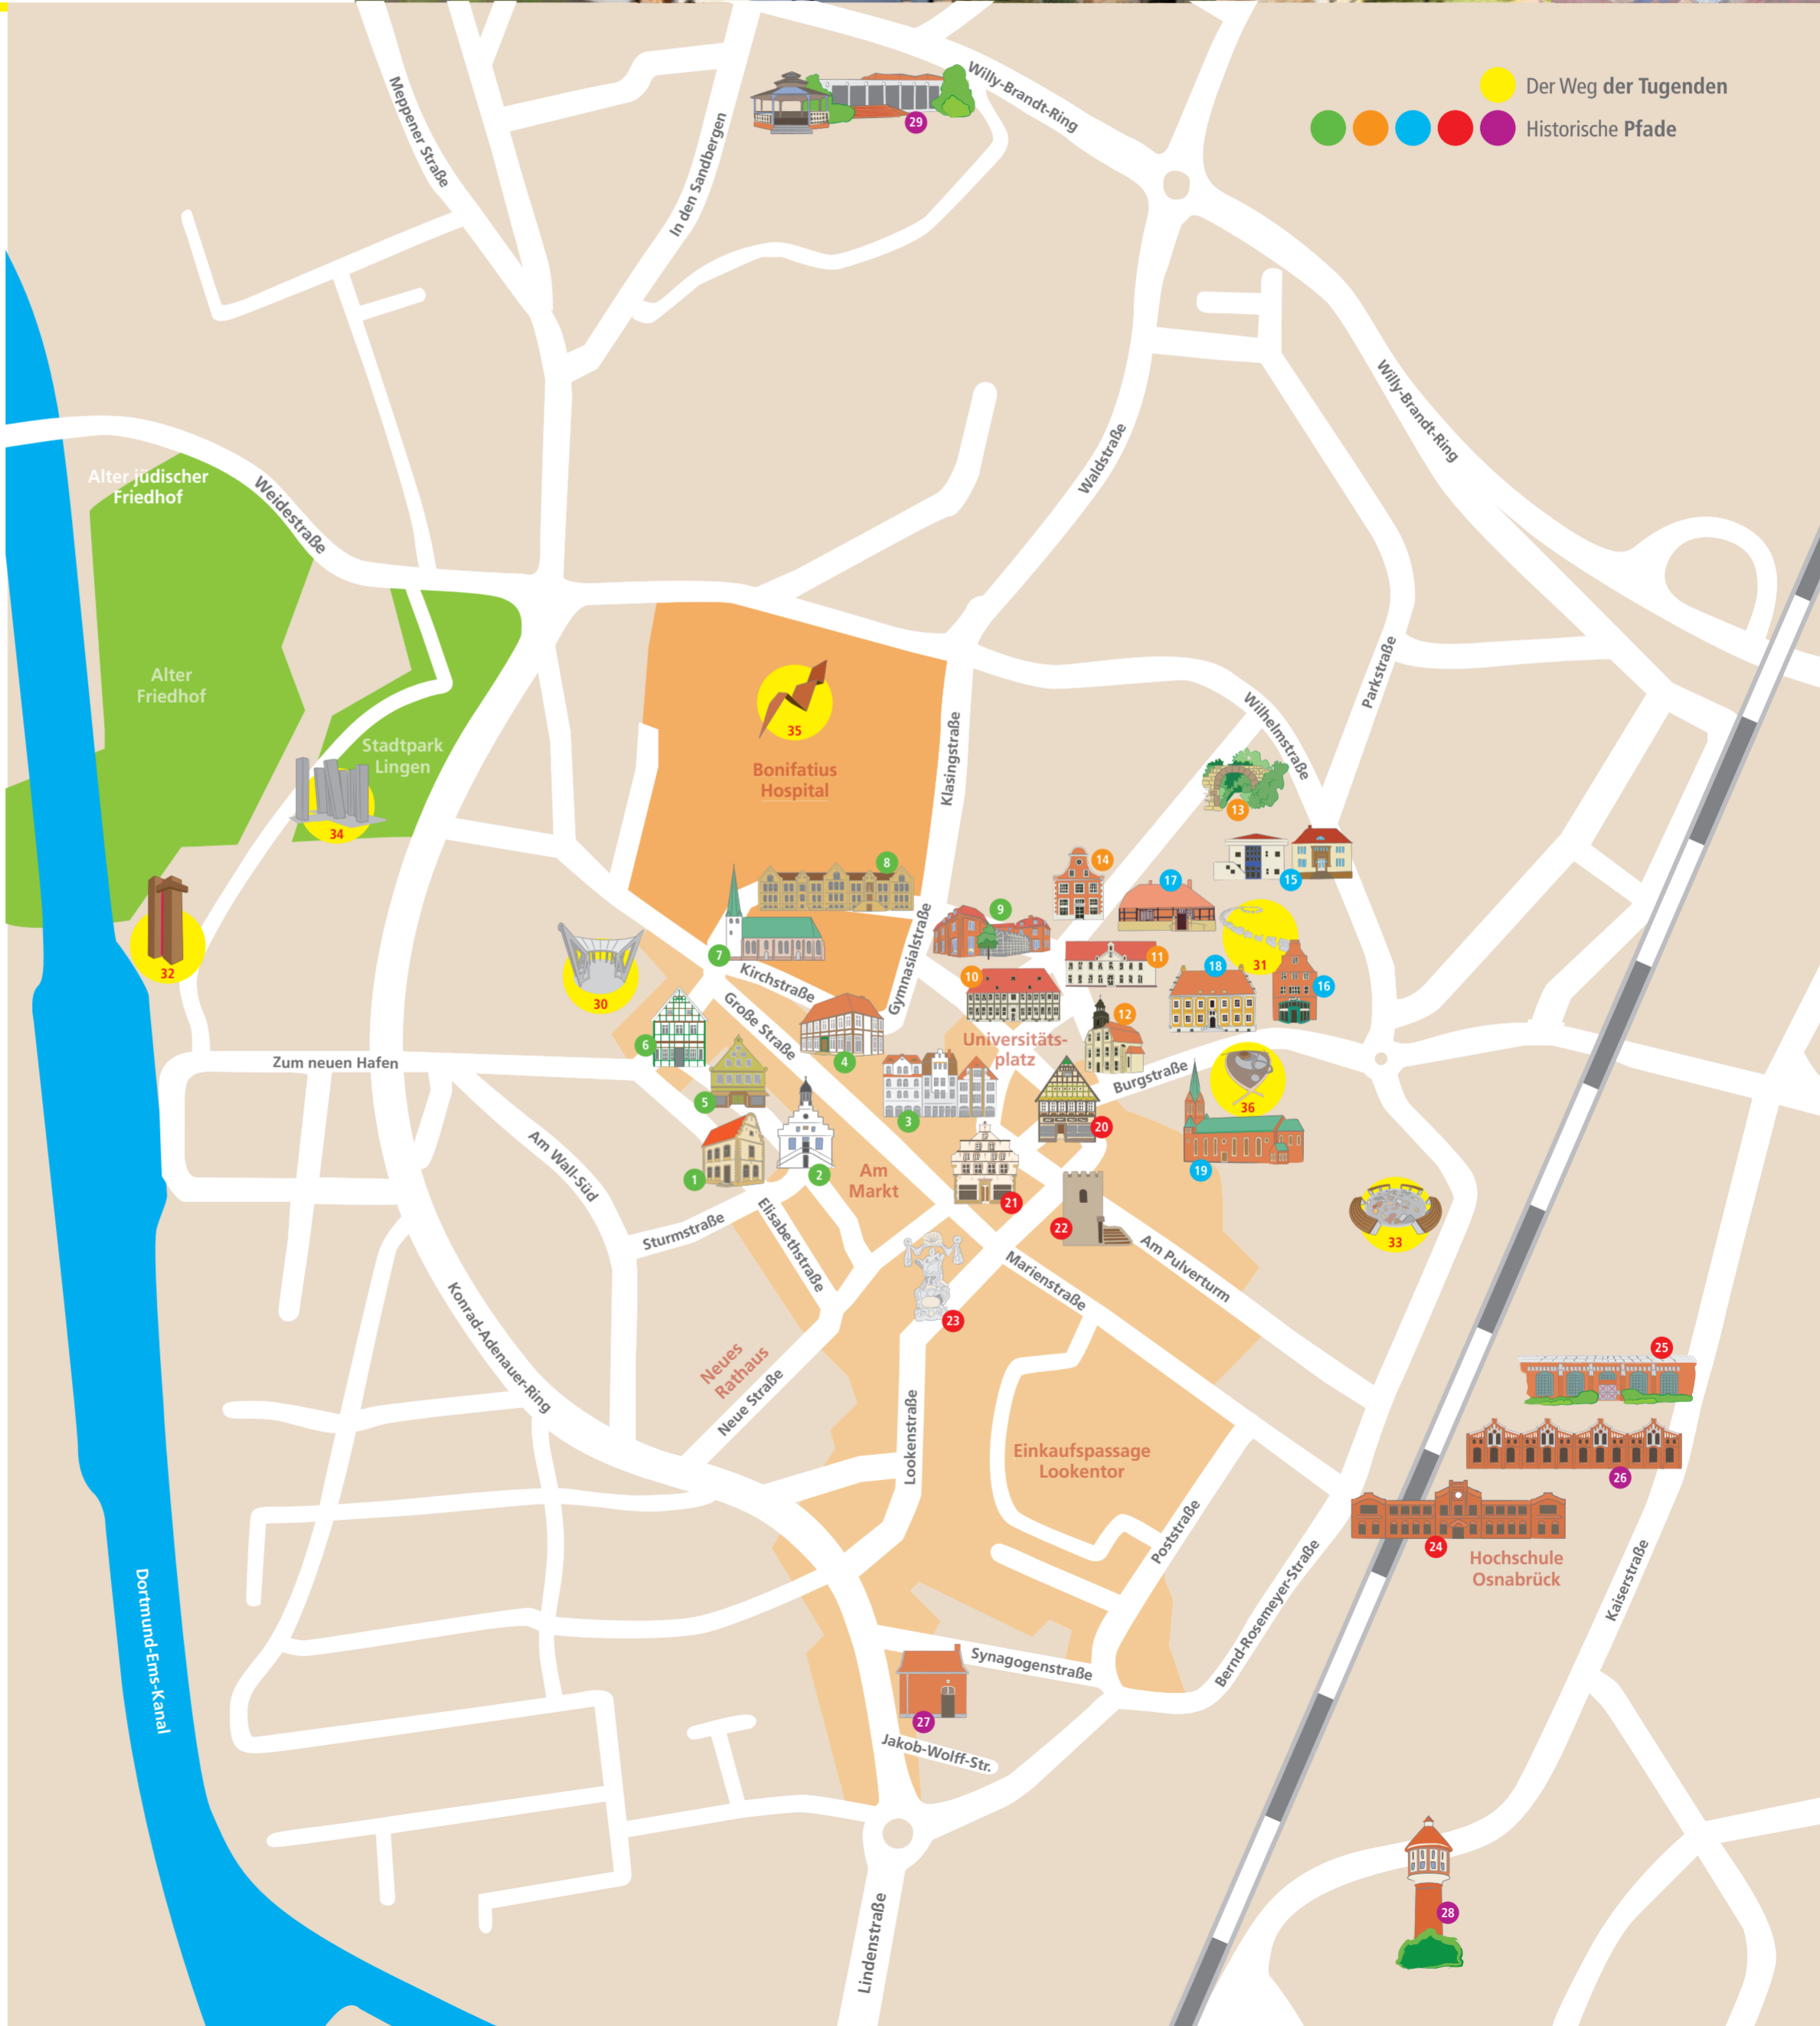 Der Weg der Tugenden
Historische Pfade
Willy-Brandt-Ring
29
Meppener Straße
In den Sandbergen
Willy-Brandt-Ring
Waldstraße
Alter jüdischer
Friedhof
Weidestraße
Alter
Friedhof
Parkstraße
Wilhelmstraße
35
Bonifatius
Hospital
Klasingstraße
Stadtpark
Lingen
34
13
8
14
17
15
9
32
30
7
Kirchstraße
Gymnasialstraße
10
11
18
31
16
Große Straße
12
6
4
Universitäts-
platz
Zum neuen Hafen
Burgstraße
5
3
20
36
Am Wall-Süd
1
2
Am
Markt
19
21
22
33
Sturmstraße
Elisabethstraße
Am Pulverturm
Marienstraße
23
Konrad-Adenauer-Ring
Neues
Rathaus
Neue Straße
25
Lookenstraße
Einkaufspassage
Lookentor
26
Poststraße
24
Hochschule
Osnabrück
Kaiserstraße
Bernd-Rosemeyer-Straße
Dortmund-Ems-Kanal
Synagogenstraße
27
Jakob-Wolff-Str.
28
Lindenstraße